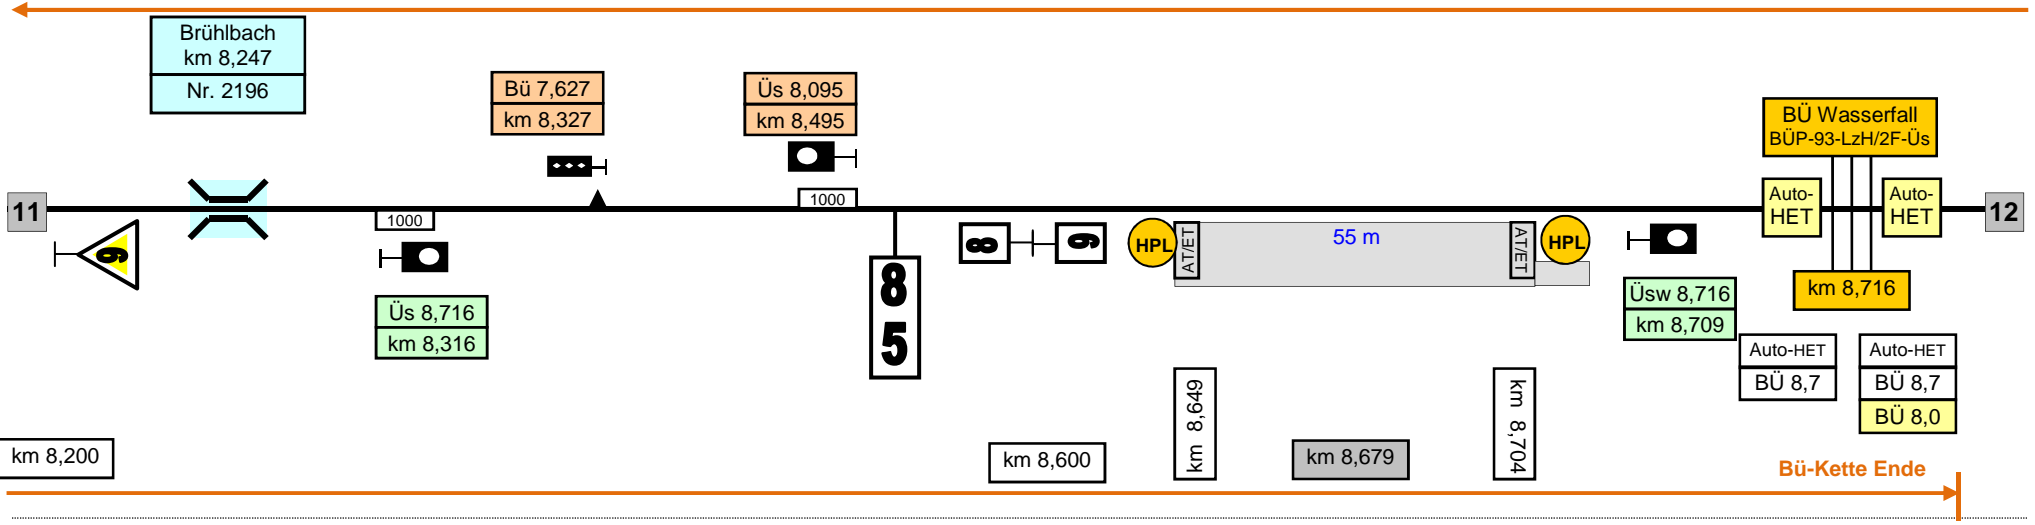 Brühlbach
km 8,247
Nr. 2196
Bü 7,627
km 8,327
Üs 8,095
km 8,495
BÜ Wasserfall
BÜP-93-LzH/2F-Üs
11
1000
1000
Auto-
HET
Auto-
HET
12
9
8
9
HPL
AT/ET
55 m
AT/ET
HPL
Üs 8,716
km 8,316
8
5
Üsw 8,716
km 8,709
km 8,716
Auto-HET
BÜ 8,7
Auto-HET
BÜ 8,7
BÜ 8,0
km 8,200
km 8,600
km 8,649
km 8,679
km 8,704
Bü-Kette Ende